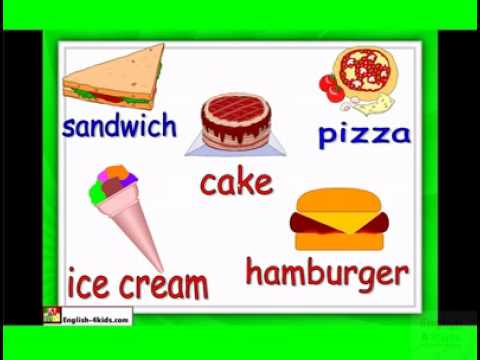 sandwich
pizza
cake
ice cream
hamburger
English-4kids.com